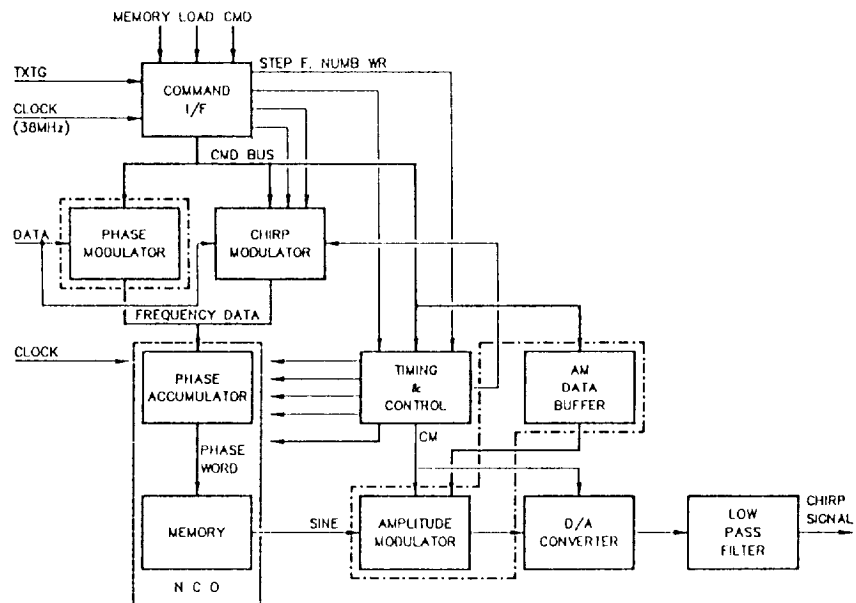 MEMORY LOAD CMD
STEP F. NUMB WR
TXTG
COMMAND
I/F
CLOCK
(38MHz)
CMD BUS
DATA
PHASE
MODULATOR
CHIRP
MODULATOR
FREQUENCY DATA
CLOCK
PHASE
ACCUMULATOR
TIMING
&
CONTROL
AM
DATA
BUFFER
CM
PHASE
WORD
MEMORY
SINE
AMPLITUDE
MODULATOR
D/A
CONVERTER
LOW
PASS
FILTER
CHIRP
SIGNAL
N C O